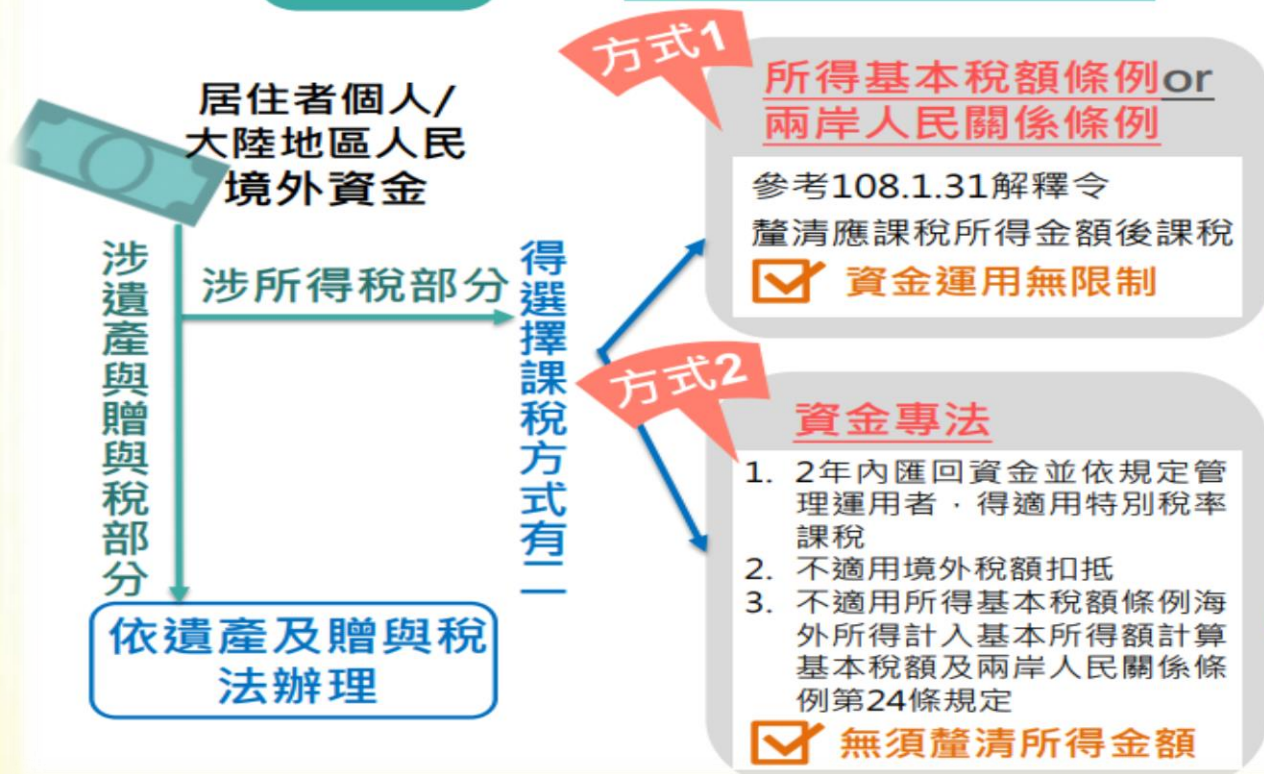 居住者個人/
大陸地區人民
境外資金
涉遺產與贈與稅部分
涉所得稅部分
得選擇課稅方式有二
依遺產及贈與稅
法辦理
方式1
所得基本稅額條例or
兩岸人民關係條例
參考108.1.31解釋令
釐清應課稅所得金額後課稅
資金運用無限制
方式2
資金專法
1. 2年內匯回資金並依規定管
理運用者，得適用特別稅率
課稅
2. 不適用境外稅額扣抵
3. 不適用所得基本稅額條例海
外所得計入基本所得額計算
基本稅額及兩岸人民關係條
例第24條規定
無須釐清所得金額